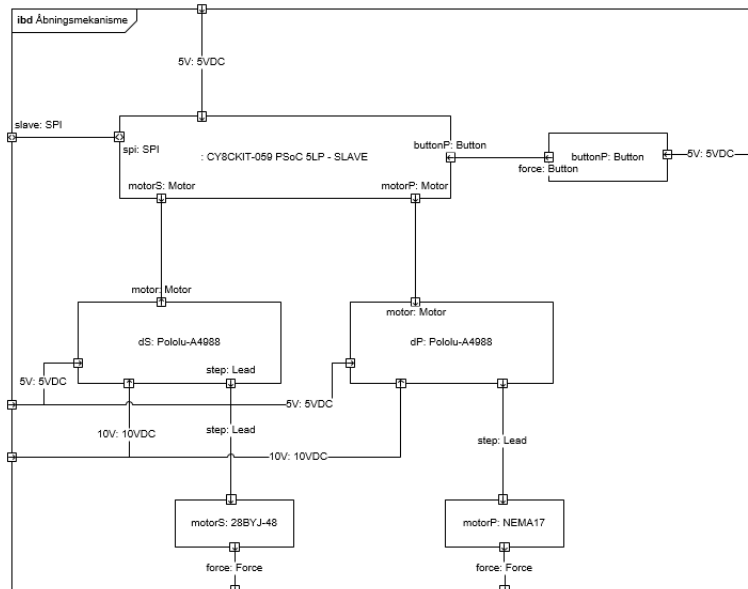 ibd Åbningsmekanisme
5V: 5VDC
slave: SPI
spi: SPI
: CY8CKIT-059 PSoC 5LP - SLAVE
buttonP: Button
buttonP: Button
force: Button
5V: 5VDC
motorS: Motor
motorP: Motor
motor: Motor
motor: Motor
dS: Pololu-A4988
dP: Pololu-A4988
step: Lead
5V: 5VDC
5V: 5VDC
10V: 10VDC
step: Lead
step: Lead
10V: 10VDC
motorS: 28BYJ-48
motorP: NEMA17
force: Force
force: Force